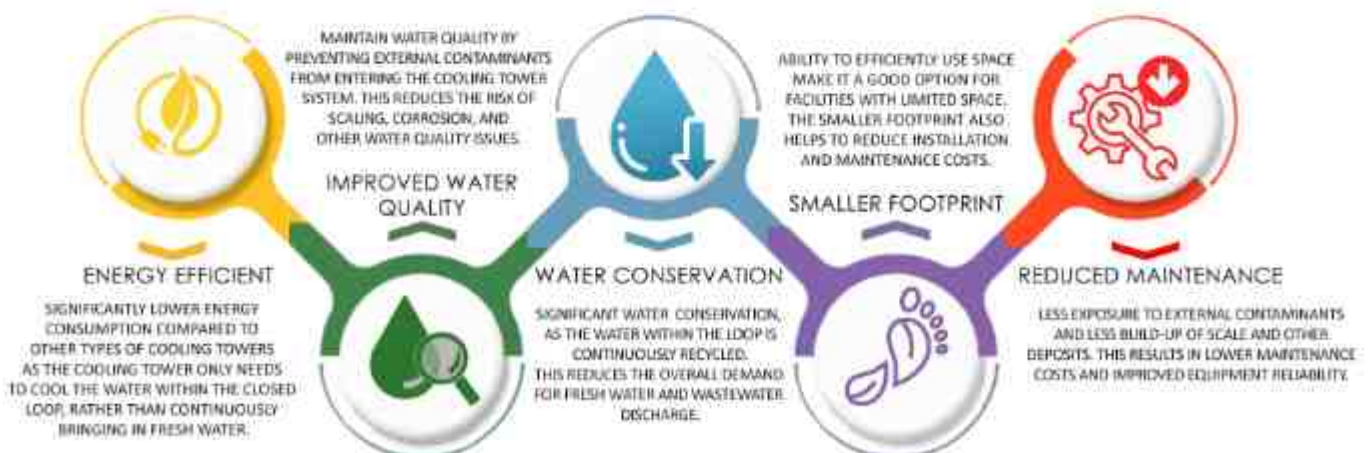 MAINTAIN WATER QUALITY BY
PREVENTING EXTERNAL CONTAMINANTS
FROM ENTERING THE COOLING TOWER
SYSTEM. THIS REDUCES THE RISK OF
SCALING, CORROSION, AND
OTHER WATER QUALITY ISSUES.
IMPROVED WATER
QUALITY
ABILITY TO EFFICIENTLY USE SPACE
MAKE IT A GOOD OPTION FOR
FACILITIES WITH LIMITED SPACE.
THE SMALLER FOOTPRINT ALSO
HELPS TO REDUCE INSTALLATION
AND MAINTENANCE COSTS.
SMALLER FOOTPRINT
ENERGY EFFICIENT
SIGNIFICANTLY LOWER ENERGY
CONSUMPTION COMPARED TO
OTHER TYPES OF COOLING TOWERS
AS THE COOLING TOWER ONLY NEEDS
TO COOL THE WATER WITHIN THE CLOSED
LOOP, RATHER THAN CONTINUOUSLY
BRINGING IN FRESH WATER.
WATER CONSERVATION
SIGNIFICANT WATER CONSERVATION,
AS THE WATER WITHIN THE LOOP IS
CONTINUOUSLY RECYCLED.
THIS REDUCES THE OVERALL DEMAND
FOR FRESH WATER AND WASTEWATER
DISCHARGE.
REDUCED MAINTENANCE
LESS EXPOSURE TO EXTERNAL CONTAMINANTS
AND LESS BUILD-UP OF SCALE AND OTHER
DEPOSITS. THIS RESULTS IN LOWER MAINTENANCE
COSTS AND IMPROVED EQUIPMENT RELIABILITY.